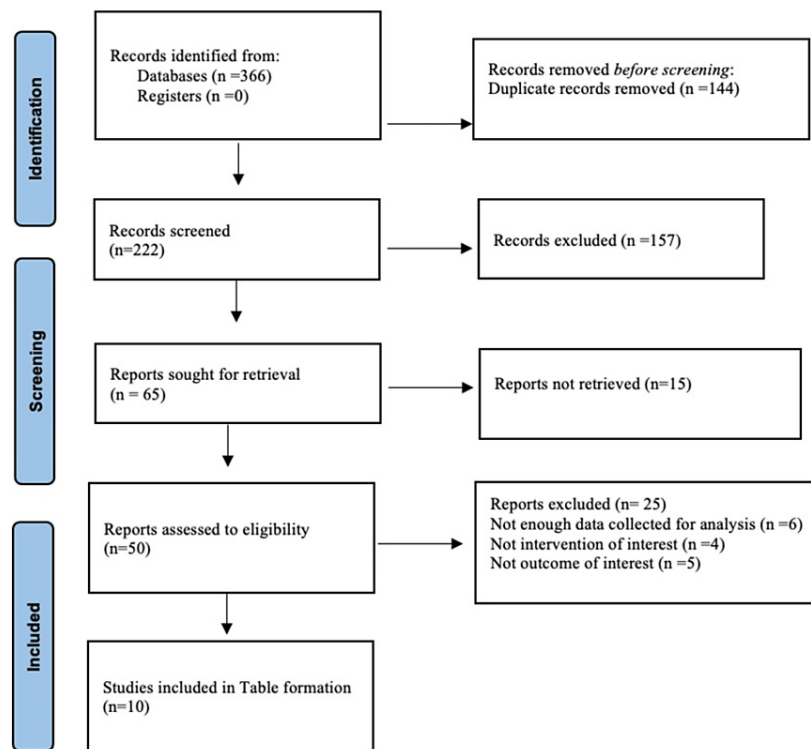 Identification
Records identified from:
Databases (n =366)
Registers (n =0)
Records removed before screening:
Duplicate records removed (n =144)
Records screened
(n=222)
Records excluded (n =157)
Screening
Reports sought for retrieval
(n = 65)
Reports not retrieved (n=15)
Reports assessed to eligibility
(n=50)
Reports excluded (n= 25)
Not enough data collected for analysis (n =6)
Not intervention of interest (n =4)
Not outcome of interest (n =5)
Included
Studies included in Table formation
(n=10)